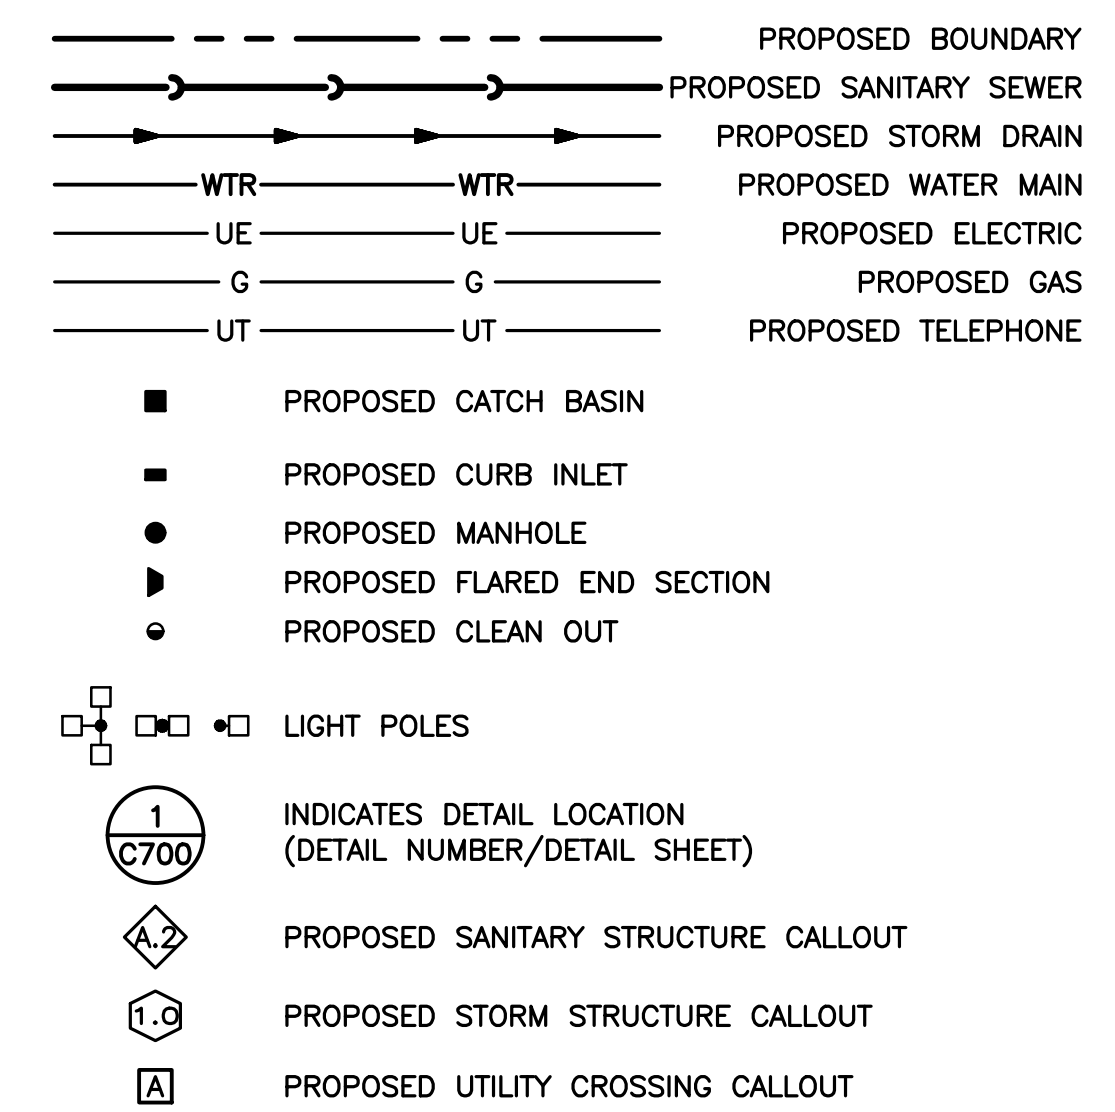 PROPOSED BOUNDARY
PROPOSED SANITARY SEWER
PROPOSED STORM DRAIN
WTR WTR PROPOSED WATER MAIN
UE UE PROPOSED ELECTRIC
G G PROPOSED GAS
UT UT PROPOSED TELEPHONE
PROPOSED CATCH BASIN
PROPOSED CURB INLET
PROPOSED MANHOLE
PROPOSED FLARED END SECTION
PROPOSED CLEAN OUT
LIGHT POLES
1
C700
INDICATES DETAIL LOCATION
(DETAIL NUMBER/DETAIL SHEET)
A.2 PROPOSED SANITARY STRUCTURE CALLOUT
1.0 PROPOSED STORM STRUCTURE CALLOUT
A PROPOSED UTILITY CROSSING CALLOUT